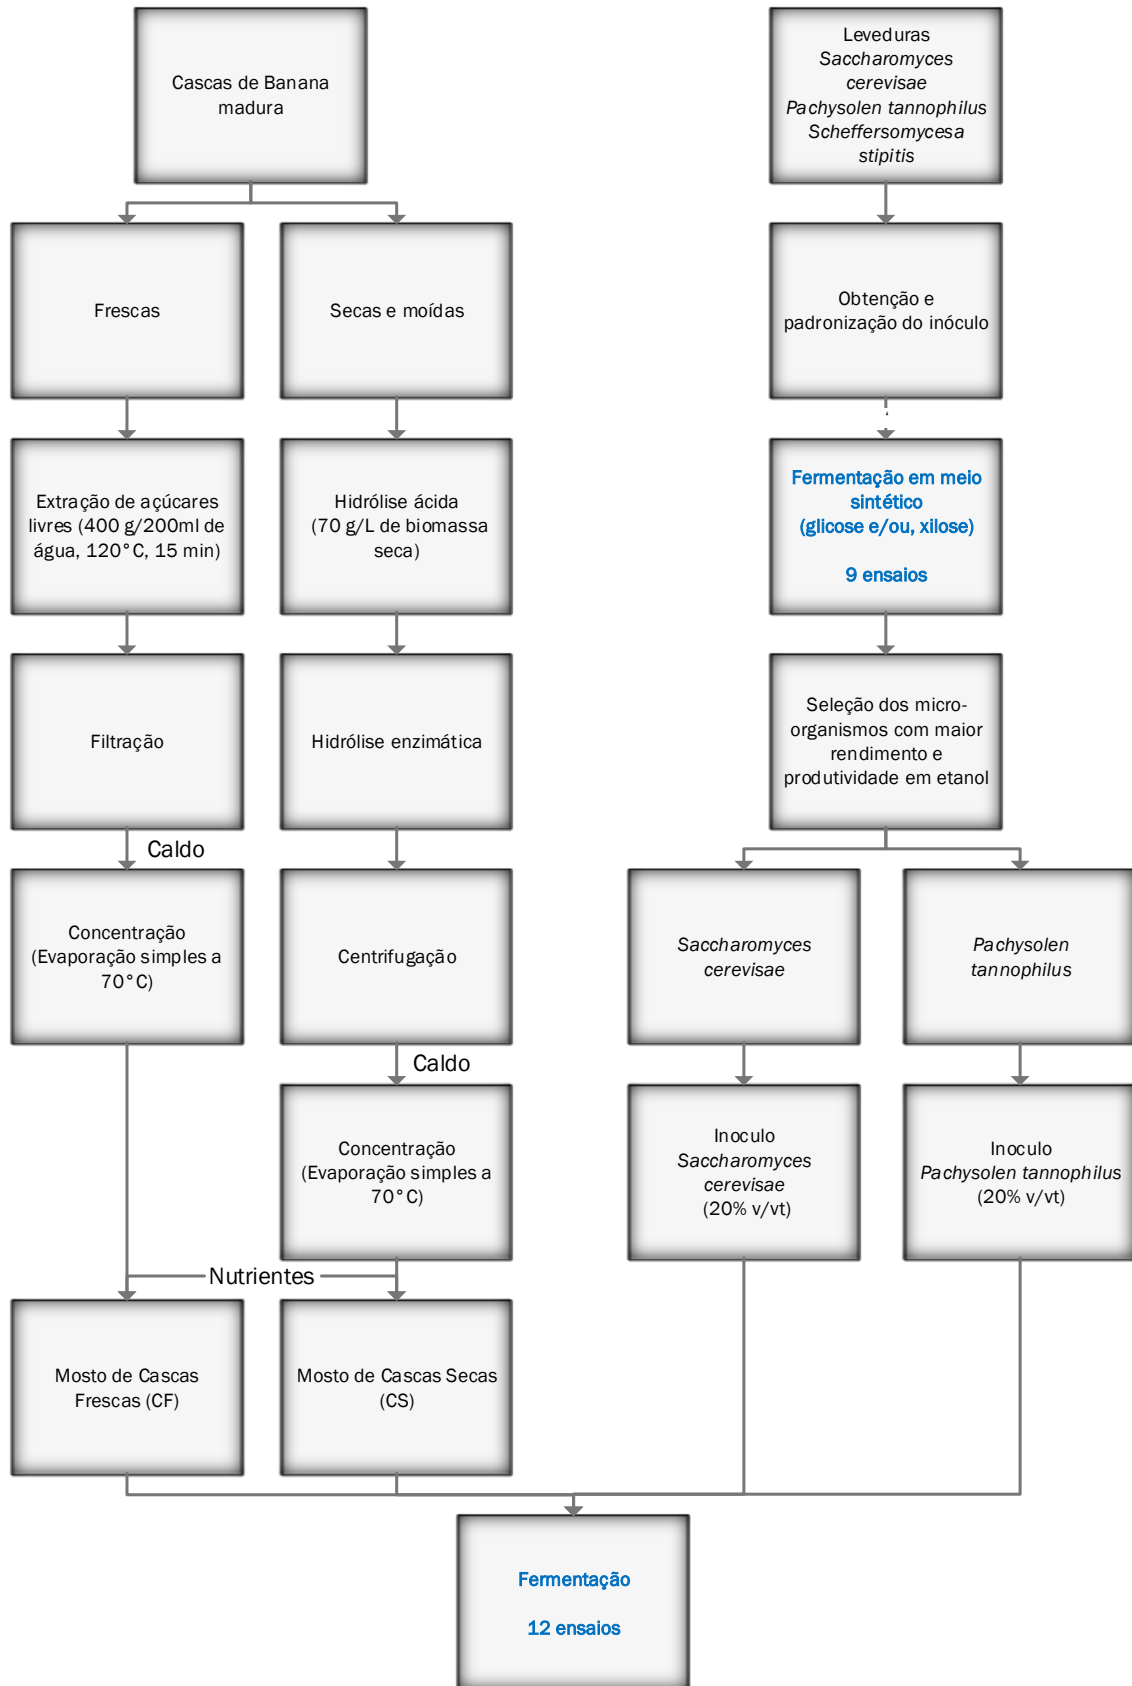 Cascas de Banana
madura
Leveduras
Saccharomyces
cerevisae
Pachysolen tannophilus
Scheffersomycesa
stipitis
Frescas
Secas e moídas
Obtenção e
padronização do inóculo
Extração de açúcares
livres (400 g/200ml de
água, 120°C, 15 min)
Hidrólise ácida
(70 g/L de biomassa
seca)
Fermentação em meio
sintético
(glicose e/ou, xilose)
9 ensaios
Filtração
Hidrólise enzimática
Seleção dos micro-
organismos com maior
rendimento e
produtividade em etanol
Caldo
Concentração
(Evaporação simples a
70°C)
Centrifugação
Saccharomyces
cerevisae
Pachysolen
tannophilus
Caldo
Concentração
(Evaporação simples a
70°C)
Inoculo
Saccharomyces
cerevisae
(20% v/vt)
Inoculo
Pachysolen tannophilus
(20% v/vt)
Nutrientes
Mosto de Cascas
Frescas (CF)
Mosto de Cascas Secas
(CS)
Fermentação
12 ensaios